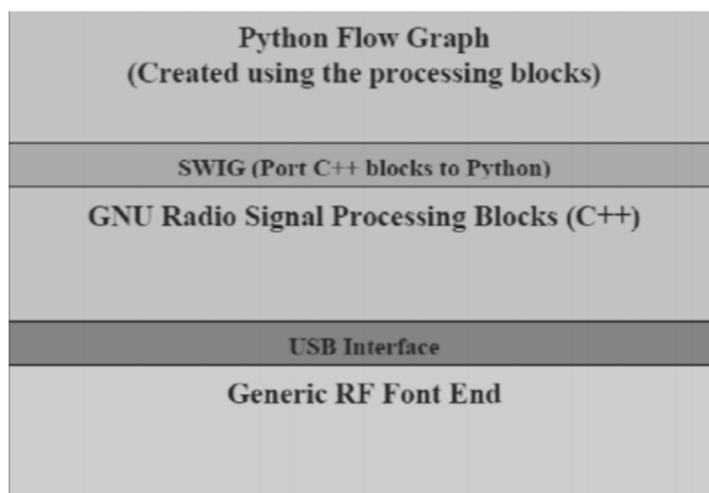 Python Flow Graph
(Created using the processing blocks)
SWIG (Port C++ blocks to Python)
GNU Radio Signal Processing Blocks (C++)
USB Interface
Generic RF Font End